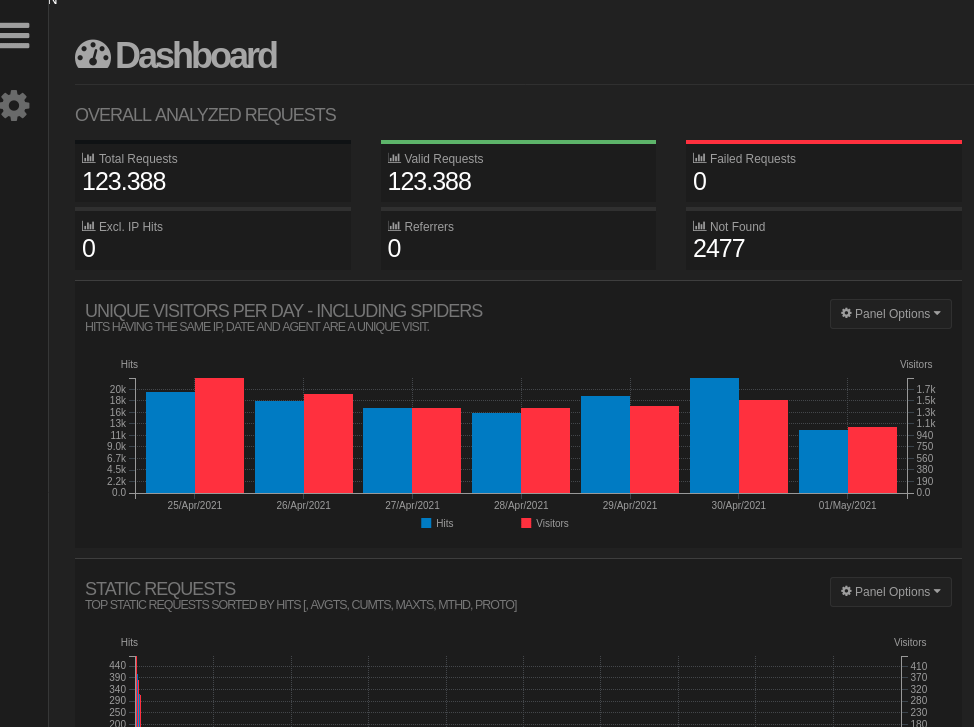 Dashboard
OVERALL ANALYZED REQUESTS
Total Requests
123.388
Valid Requests
123.388
Failed Requests
0
Excl. IP Hits
0
Referrers
0
Not Found
2477
UNIQUE VISITORS PER DAY - INCLUDING SPIDERS
HITS HAVING THE SAME IP, DATE AND AGENT ARE A UNIQUE VISIT.
Panel Options
Hits
Visitors
20k
18k
16k
13k
11k
9.0k
6.7k
4.5k
2.2k
0.0
1.7k
1.5k
1.3k
1.1k
940
750
560
380
190
0.0
25/Apr/2021
26/Apr/2021
27/Apr/2021
28/Apr/2021
29/Apr/2021
30/Apr/2021
01/May/2021
Hits
Visitors
STATIC REQUESTS
TOP STATIC REQUESTS SORTED BY HITS [, AVGTS, CUMTS, MAXTS, MTHD, PROTO]
Panel Options
Hits
Visitors
440
390
340
290
250
200
410
370
320
280
230
180